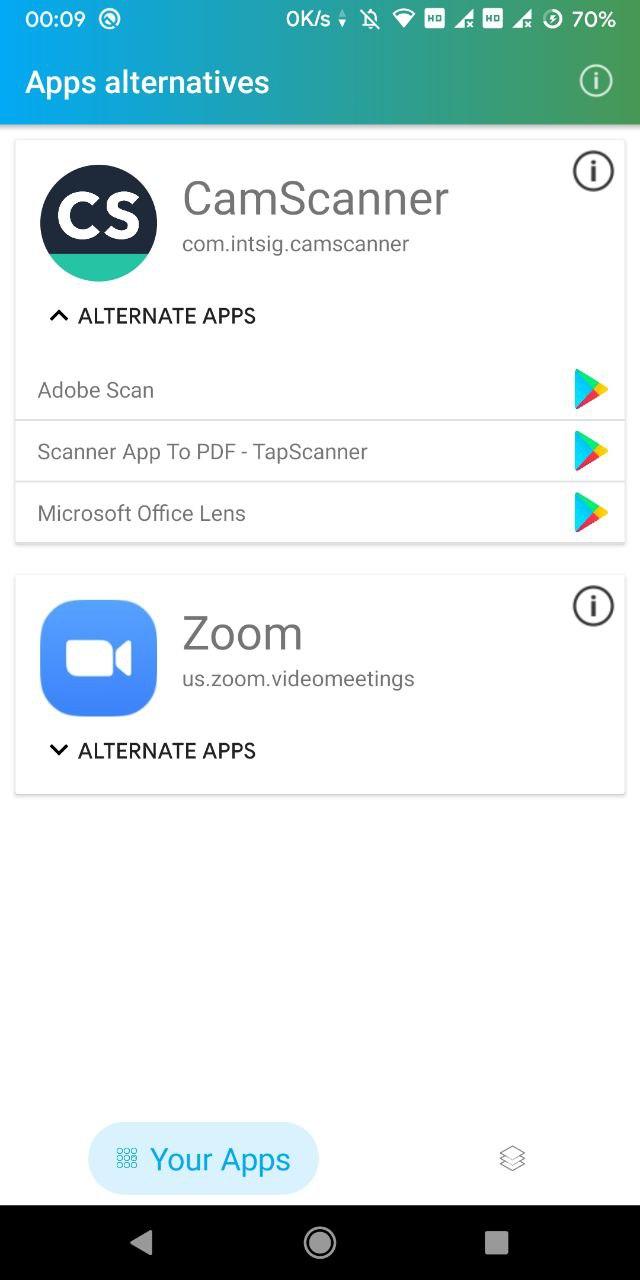 00:09 0K/s HD HD 70%
Apps alternatives
CS CamScanner
com.intsig.camscanner
ALTERNATE APPS
Adobe Scan
Scanner App To PDF - TapScanner
Microsoft Office Lens
Zoom
us.zoom.videomeetings
ALTERNATE APPS
Your Apps